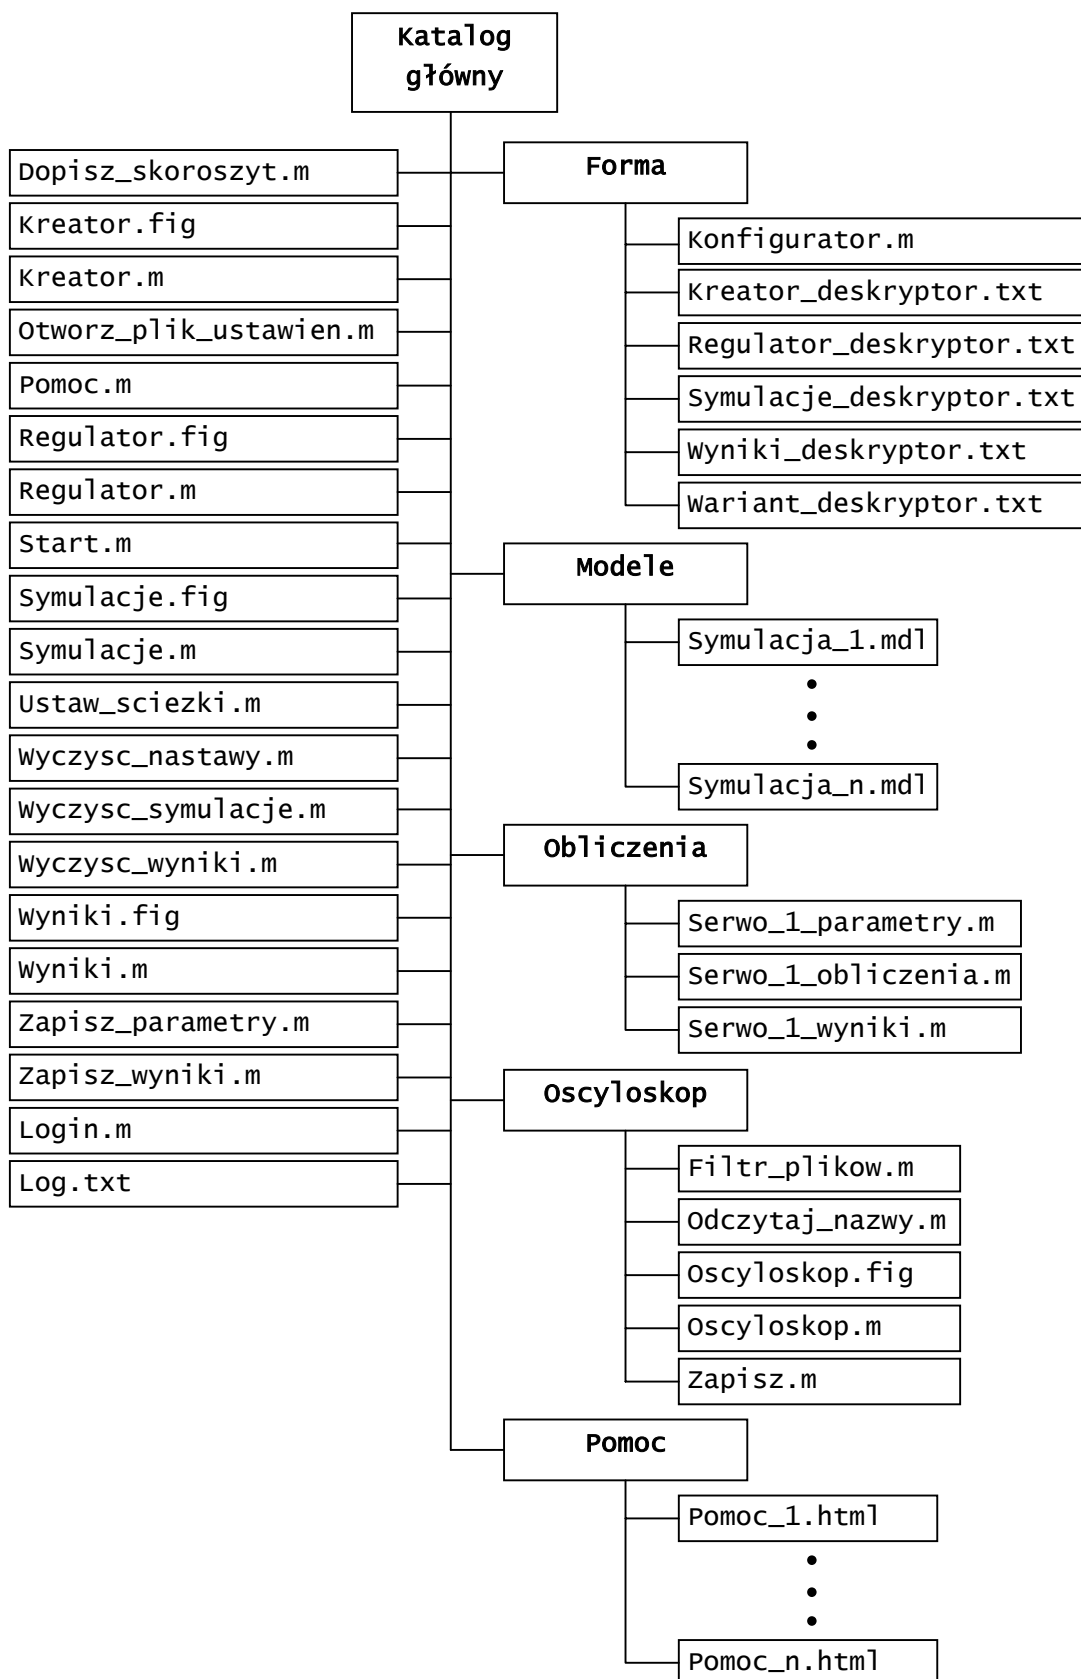 Katalog
główny
Dopisz_skoroszyt.m
Kreator.fig
Kreator.m
Otworz_plik_ustawien.m
Pomoc.m
Regulator.fig
Regulator.m
Start.m
Symulacje.fig
Symulacje.m
Ustaw_sciezki.m
Wyczysc_nastawy.m
Wyczysc_symulacje.m
Wyczysc_wyniki.m
Wyniki.fig
Wyniki.m
Zapisz_parametry.m
Zapisz_wyniki.m
Login.m
Log.txt
Forma
Konfigurator.m
Kreator_deskryptor.txt
Regulator_deskryptor.txt
Symulacje_deskryptor.txt
Wyniki_deskryptor.txt
Wariant_deskryptor.txt
Modele
Symulacja_1.mdl
Symulacja_n.mdl
Obliczenia
Serwo_1_parametry.m
Serwo_1_obliczenia.m
Serwo_1_wyniki.m
Oscyloskop
Filtr_plikow.m
Odczytaj_nazwy.m
Oscyloskop.fig
Oscyloskop.m
Zapisz.m
Pomoc
Pomoc_1.html
Pomoc_n.html